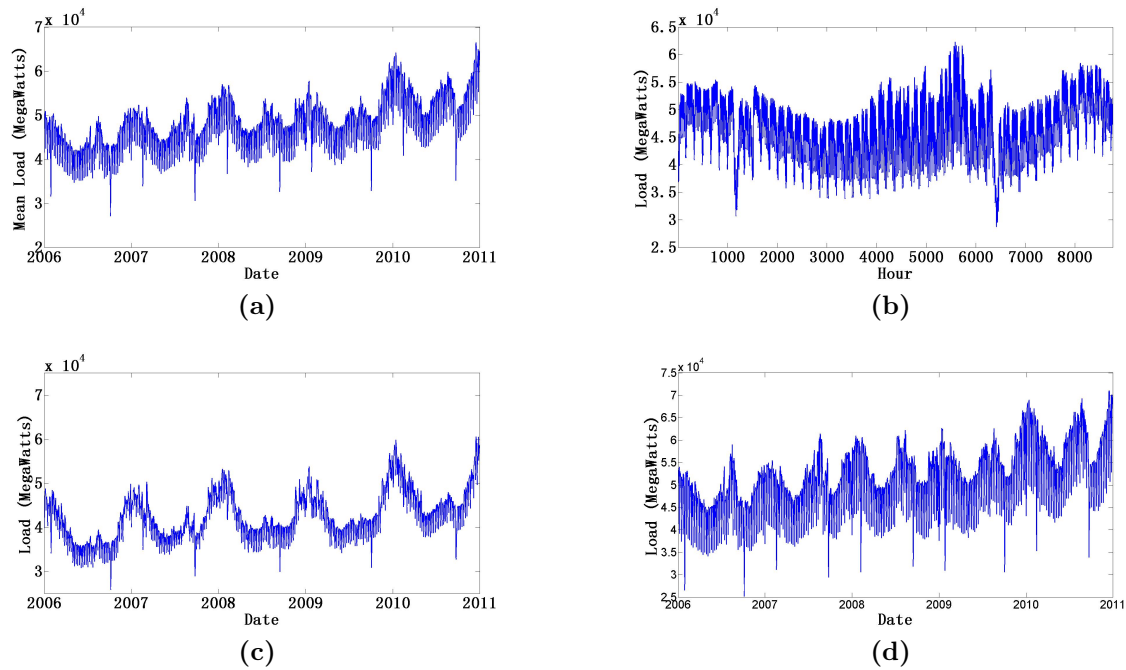 x 10^4
7
6
5
4
3
2
Mean Load (MegaWatts)
2006 2007 2008 2009 2010 2011
Date
(a)
x 10^4
6.5
6
5.5
5
4.5
4
3.5
3
2.5
Load (MegaWatts)
1000 2000 3000 4000 5000 6000 7000 8000
Hour
(b)
x 10^4
7
6
5
4
3
Load (MegaWatts)
2006 2007 2008 2009 2010 2011
Date
(c)
x 10^4
7.5
7
6.5
6
5.5
5
4.5
4
3.5
3
2.5
Load (MegaWatts)
2006 2007 2008 2009 2010 2011
Date
(d)